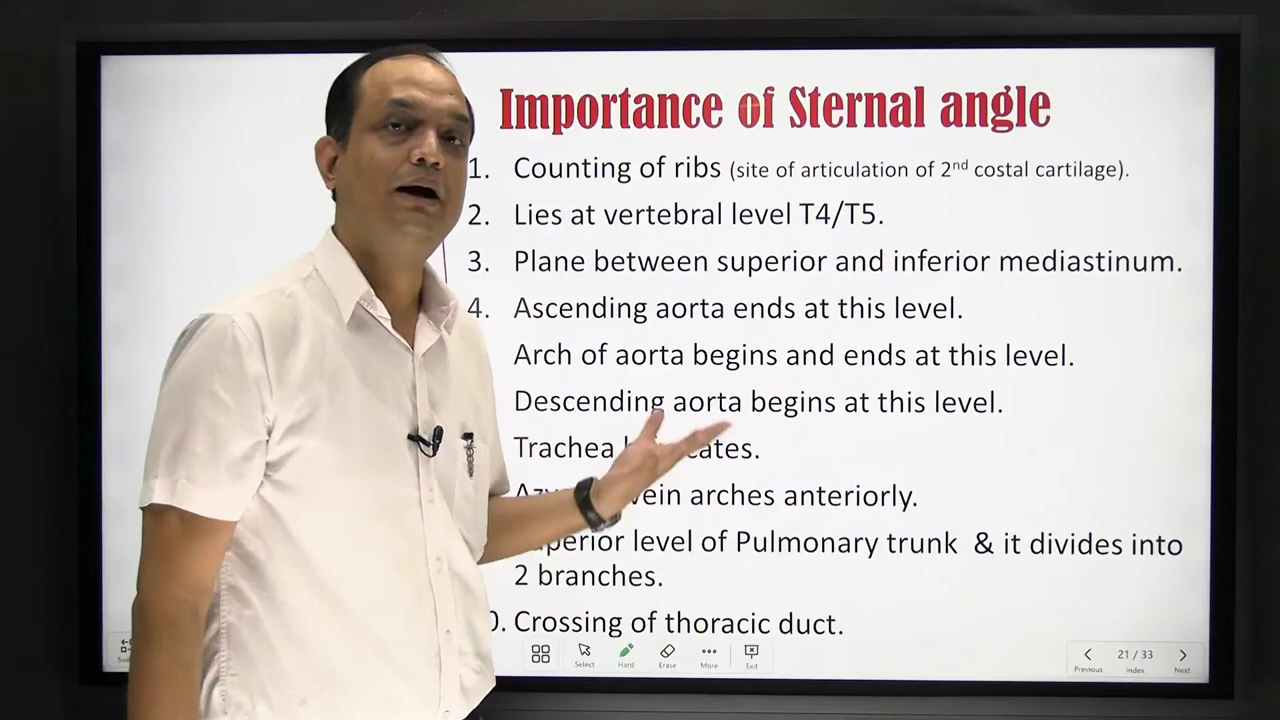 Importance of Sternal angle
1. Counting of ribs (site of articulation of 2nd costal cartilage).
2. Lies at vertebral level T4/T5.
3. Plane between superior and inferior mediastinum.
4. Ascending aorta ends at this level.
Arch of aorta begins and ends at this level.
Descending aorta begins at this level.
Trachea
vein arches anteriorly.
level of Pulmonary trunk & it divides into
2 branches.
Crossing of thoracic duct.
Select Hard Erase More Exit
21 / 33
Previous Index Next